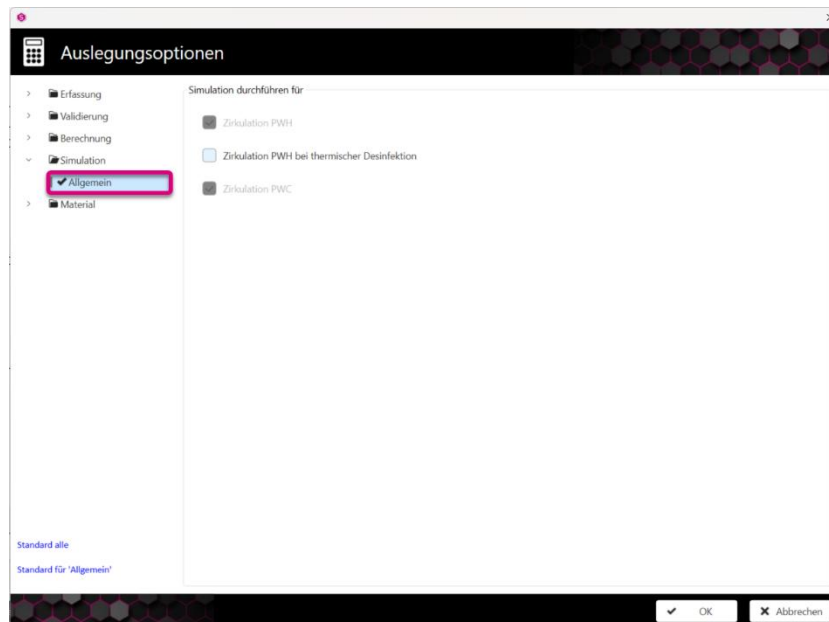 Auslegungsoptionen
Erfassung
Validierung
Berechnung
Simulation
Allgemein
Material
Simulation durchführen für
Zirkulation PWH
Zirkulation PWH bei thermischer Desinfektion
Zirkulation PWC
Standard alle
Standard für 'Allgemein'
OK
Abbrechen